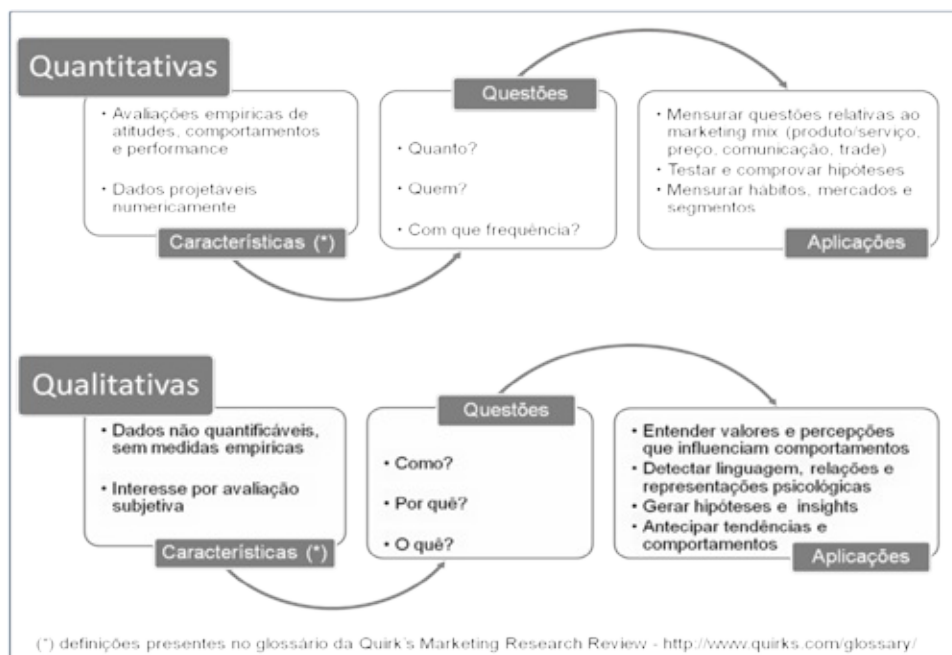 Quantitativas
• Avaliações empíricas de
atitudes, comportamentos
e performance
• Dados projetáveis
numericamente
Características (*)
Questões
• Quanto?
• Quem?
• Com que frequência?
• Mensurar questões relativas ao
marketing mix (produto/serviço,
preço, comunicação, trade)
• Testar e comprovar hipóteses
• Mensurar hábitos, mercados e
segmentos
Aplicações
Qualitativas
• Dados não quantificáveis,
sem medidas empíricas
• Interesse por avaliação
subjetiva
Características (*)
Questões
• Como?
• Por quê?
• O quê?
• Entender valores e percepções
que influenciam comportamentos
• Detectar linguagem, relações e
representações psicológicas
• Gerar hipóteses e insights
• Antecipar tendências e
comportamentos
Aplicações
(*) definições presentes no glossário da Quirk's Marketing Research Review - http://www.quirks.com/glossary/